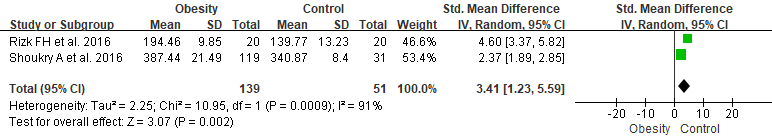 Obesity Control Std. Mean Difference Std. Mean Difference
Study or Subgroup Mean SD Total Mean SD Total Weight IV, Random, 95% CI IV, Random, 95% CI
Rizk FH et al. 2016 194.46 9.85 20 139.77 13.23 20 46.6% 4.60 [3.37, 5.82]
Shoukry A et al. 2016 387.44 21.49 119 340.87 8.4 31 53.4% 2.37 [1.89, 2.85]
Total (95% CI) 139 51 100.0% 3.41 [1.23, 5.59]
Heterogeneity: Tau² = 2.25; Chi² = 10.95, df = 1 (P = 0.0009); I² = 91%
Test for overall effect: Z = 3.07 (P = 0.002)
-20 -10 0 10 20
Obesity Control